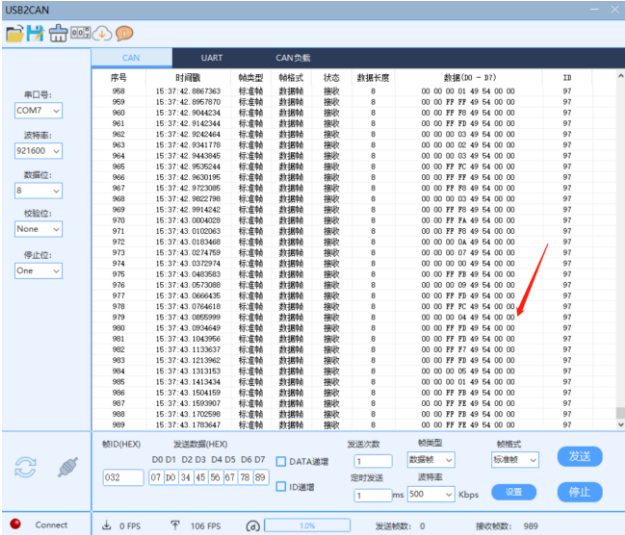 USB2CAN
CAN UART CAN负载
序号 时间戳 帧类型 帧格式 状态 数据长度 数据(D0 - D7) ID
958 15:37:42.8867363 标准帧 数据帧 接收 8 00 00 00 01 49 54 00 00 97
959 15:37:42.8957870 标准帧 数据帧 接收 8 00 00 FF FF 49 54 00 00 97
960 15:37:42.9044234 标准帧 数据帧 接收 8 00 00 FF F8 49 54 00 00 97
961 15:37:42.9142344 标准帧 数据帧 接收 8 00 00 FF FD 49 54 00 00 97
962 15:37:42.9242464 标准帧 数据帧 接收 8 00 00 00 03 49 54 00 00 97
963 15:37:42.9341778 标准帧 数据帧 接收 8 00 00 00 02 49 54 00 00 97
964 15:37:42.9443845 标准帧 数据帧 接收 8 00 00 00 03 49 54 00 00 97
965 15:37:42.9535244 标准帧 数据帧 接收 8 00 00 FF FC 49 54 00 00 97
966 15:37:42.9630195 标准帧 数据帧 接收 8 00 00 FF FF 49 54 00 00 97
967 15:37:42.9723085 标准帧 数据帧 接收 8 00 00 FF F8 49 54 00 00 97
968 15:37:42.9822798 标准帧 数据帧 接收 8 00 00 00 03 49 54 00 00 97
969 15:37:42.9914242 标准帧 数据帧 接收 8 00 00 FF F8 49 54 00 00 97
970 15:37:43.0004028 标准帧 数据帧 接收 8 00 00 FF FA 49 54 00 00 97
971 15:37:43.0102063 标准帧 数据帧 接收 8 00 00 FF F8 49 54 00 00 97
972 15:37:43.0183468 标准帧 数据帧 接收 8 00 00 00 0A 49 54 00 00 97
973 15:37:43.0274759 标准帧 数据帧 接收 8 00 00 00 07 49 54 00 00 97
974 15:37:43.0372974 标准帧 数据帧 接收 8 00 00 00 00 49 54 00 00 97
975 15:37:43.0483583 标准帧 数据帧 接收 8 00 00 FF FB 49 54 00 00 97
976 15:37:43.0573088 标准帧 数据帧 接收 8 00 00 00 09 49 54 00 00 97
977 15:37:43.0666435 标准帧 数据帧 接收 8 00 00 FF FD 49 54 00 00 97
978 15:37:43.0764618 标准帧 数据帧 接收 8 00 00 FF FC 49 54 00 00 97
979 15:37:43.0855999 标准帧 数据帧 接收 8 00 00 00 04 49 54 00 00 97
980 15:37:43.0934649 标准帧 数据帧 接收 8 00 00 FF FD 49 54 00 00 97
981 15:37:43.1043956 标准帧 数据帧 接收 8 00 00 FF FD 49 54 00 00 97
982 15:37:43.1133637 标准帧 数据帧 接收 8 00 00 FF F7 49 54 00 00 97
983 15:37:43.1213962 标准帧 数据帧 接收 8 00 00 FF FD 49 54 00 00 97
984 15:37:43.1313153 标准帧 数据帧 接收 8 00 00 00 05 49 54 00 00 97
985 15:37:43.1413434 标准帧 数据帧 接收 8 00 00 00 01 49 54 00 00 97
986 15:37:43.1504159 标准帧 数据帧 接收 8 00 00 FF FB 49 54 00 00 97
987 15:37:43.1593907 标准帧 数据帧 接收 8 00 00 FF FE 49 54 00 00 97
988 15:37:43.1702598 标准帧 数据帧 接收 8 00 00 FF FF 49 54 00 00 97
989 15:37:43.1783647 标准帧 数据帧 接收 8 00 00 FF FE 49 54 00 00 97
串口号:
COM7
波特率:
921600
数据位:
8
校验位:
None
停止位:
One
帧ID(HEX) 发送数据(HEX) 发送次数 帧类型 帧格式
D0 D1 D2 D3 D4 D5 D6 D7 DATA递增 1 数据帧 标准帧 发送
032 07 D0 34 45 56 67 78 89 定时发送 波特率
ID递增 1 ms 500 Kbps 设置 停止
Connect 0 FPS 106 FPS 1.0% 发送帧数: 0 接收帧数: 989